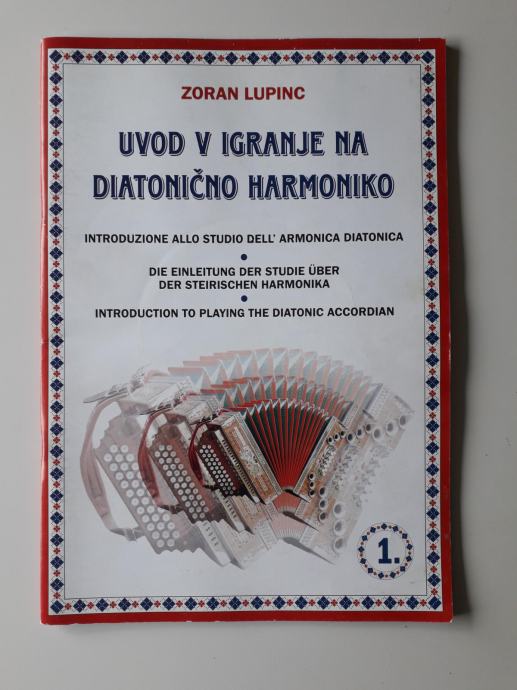 ZORAN LUPINC
UVOD V IGRANJE NA
DIATONIČNO HARMONIKO
INTRODUZIONE ALLO STUDIO DELL' ARMONICA DIATONICA
•
DIE EINLEITUNG DER STUDIE ÜBER
DER STEIRISCHEN HARMONIKA
•
INTRODUCTION TO PLAYING THE DIATONIC ACCORDIAN
1.